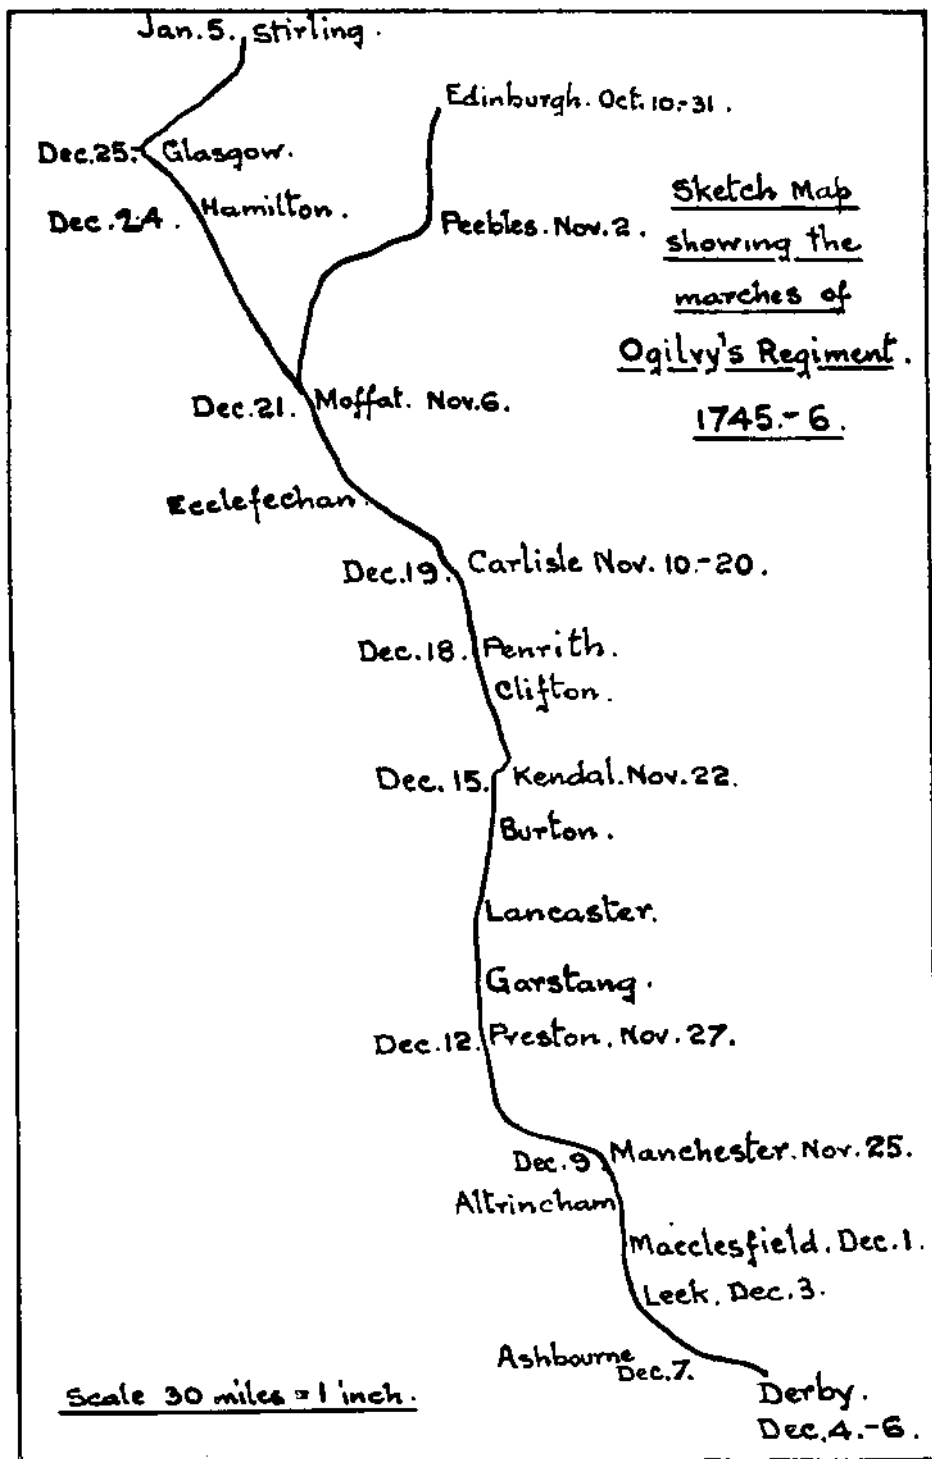 Jan. 5. Stirling.
Edinburgh. Oct. 10.-31.
Dec. 25. Glasgow.
Dec. 24. Hamilton.
Peebles. Nov. 2.
Sketch Map
showing the
marches of
Ogilvy's Regiment.
1745.-6.
Dec. 21. Moffat. Nov. 6.
Ecclefechan.
Dec. 19. Carlisle Nov. 10.-20.
Dec. 18. Penrith.
Clifton.
Dec. 15. Kendal. Nov. 22.
Burton.
Lancaster.
Garstang.
Dec. 12. Preston. Nov. 27.
Dec. 9. Manchester. Nov. 25.
Altrincham
Macclesfield. Dec. 1.
Leek. Dec. 3.
Ashbourne
Dec. 7.
Derby.
Dec. 4.-6.
Scale 30 miles = 1 inch.